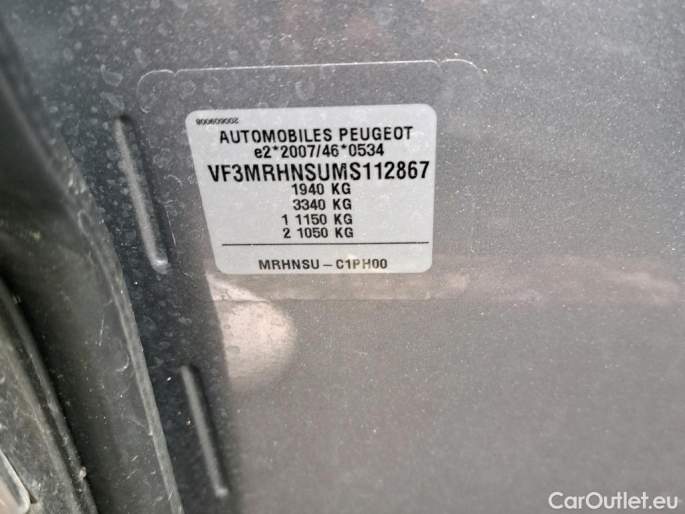 200609008
AUTOMOBILES PEUGEOT
e2*2007/46*0534
VF3MRHNSUMS112867
1940 KG
3340 KG
1 1150 KG
2 1050 KG
MRHNSU - C1PH00
CarOutlet.eu